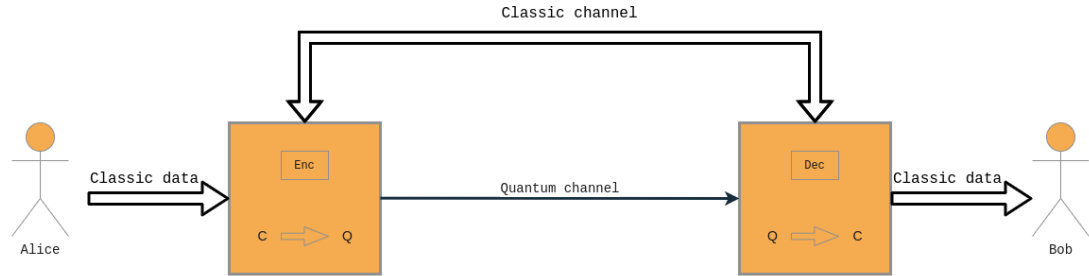 Classic channel
Enc
Dec
Classic data
Quantum channel
Classic data
C
Q
Q
C
Alice
Bob